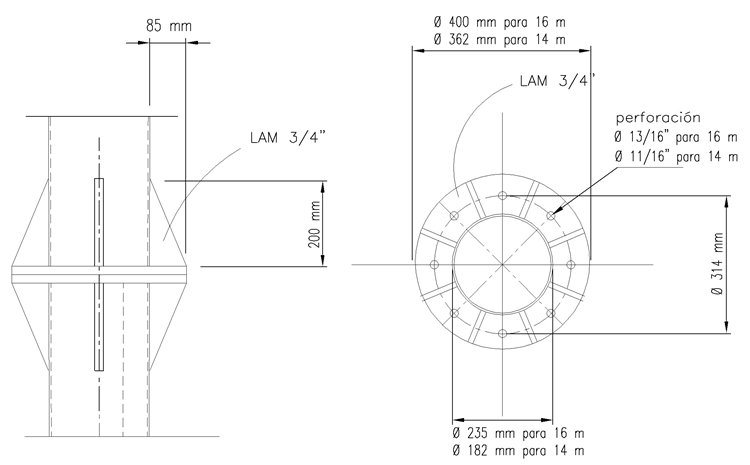 85 mm
LAM 3/4"
200 mm
Ø 400 mm para 16 m
Ø 362 mm para 14 m
LAM 3/4"
perforación
Ø 13/16" para 16 m
Ø 11/16" para 14 m
Ø 314 mm
Ø 235 mm para 16 m
Ø 182 mm para 14 m